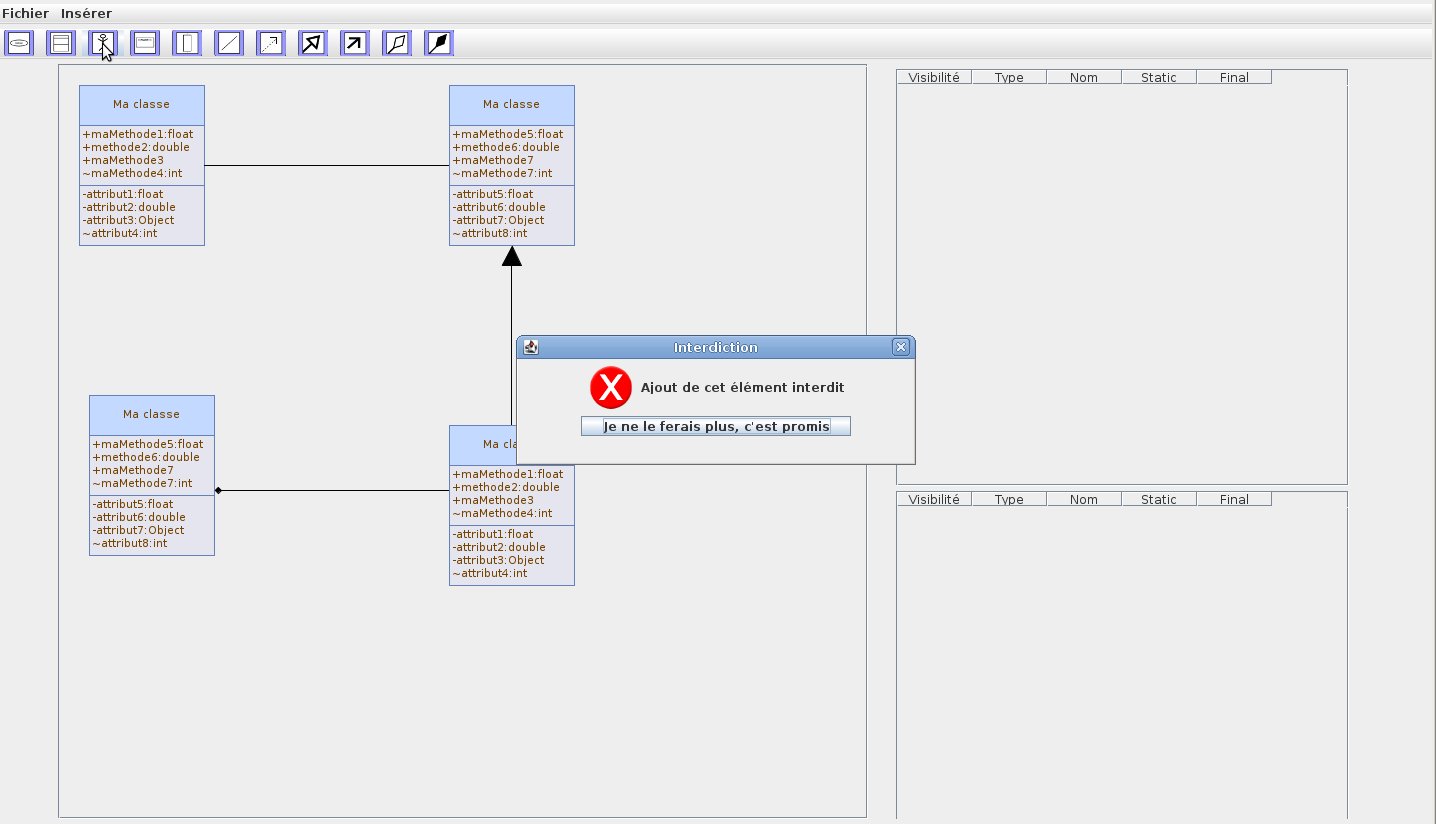 Fichier Insérer
Visibilité Type Nom Static Final
Ma classe
+maMethode1:float
+methode2:double
+maMethode3
~maMethode4:int
-attribut1:float
-attribut2:double
-attribut3:Object
~attribut4:int
Ma classe
+maMethode5:float
+methode6:double
+maMethode7
~maMethode7:int
-attribut5:float
-attribut6:double
-attribut7:Object
~attribut8:int
Interdiction
X
Ajout de cet élément interdit
Je ne le ferais plus, c'est promis
Ma classe
+maMethode5:float
+methode6:double
+maMethode7
~maMethode7:int
-attribut5:float
-attribut6:double
-attribut7:Object
~attribut8:int
Ma cla
+maMethode1:float
+methode2:double
+maMethode3
~maMethode4:int
-attribut1:float
-attribut2:double
-attribut3:Object
~attribut4:int
Visibilité Type Nom Static Final